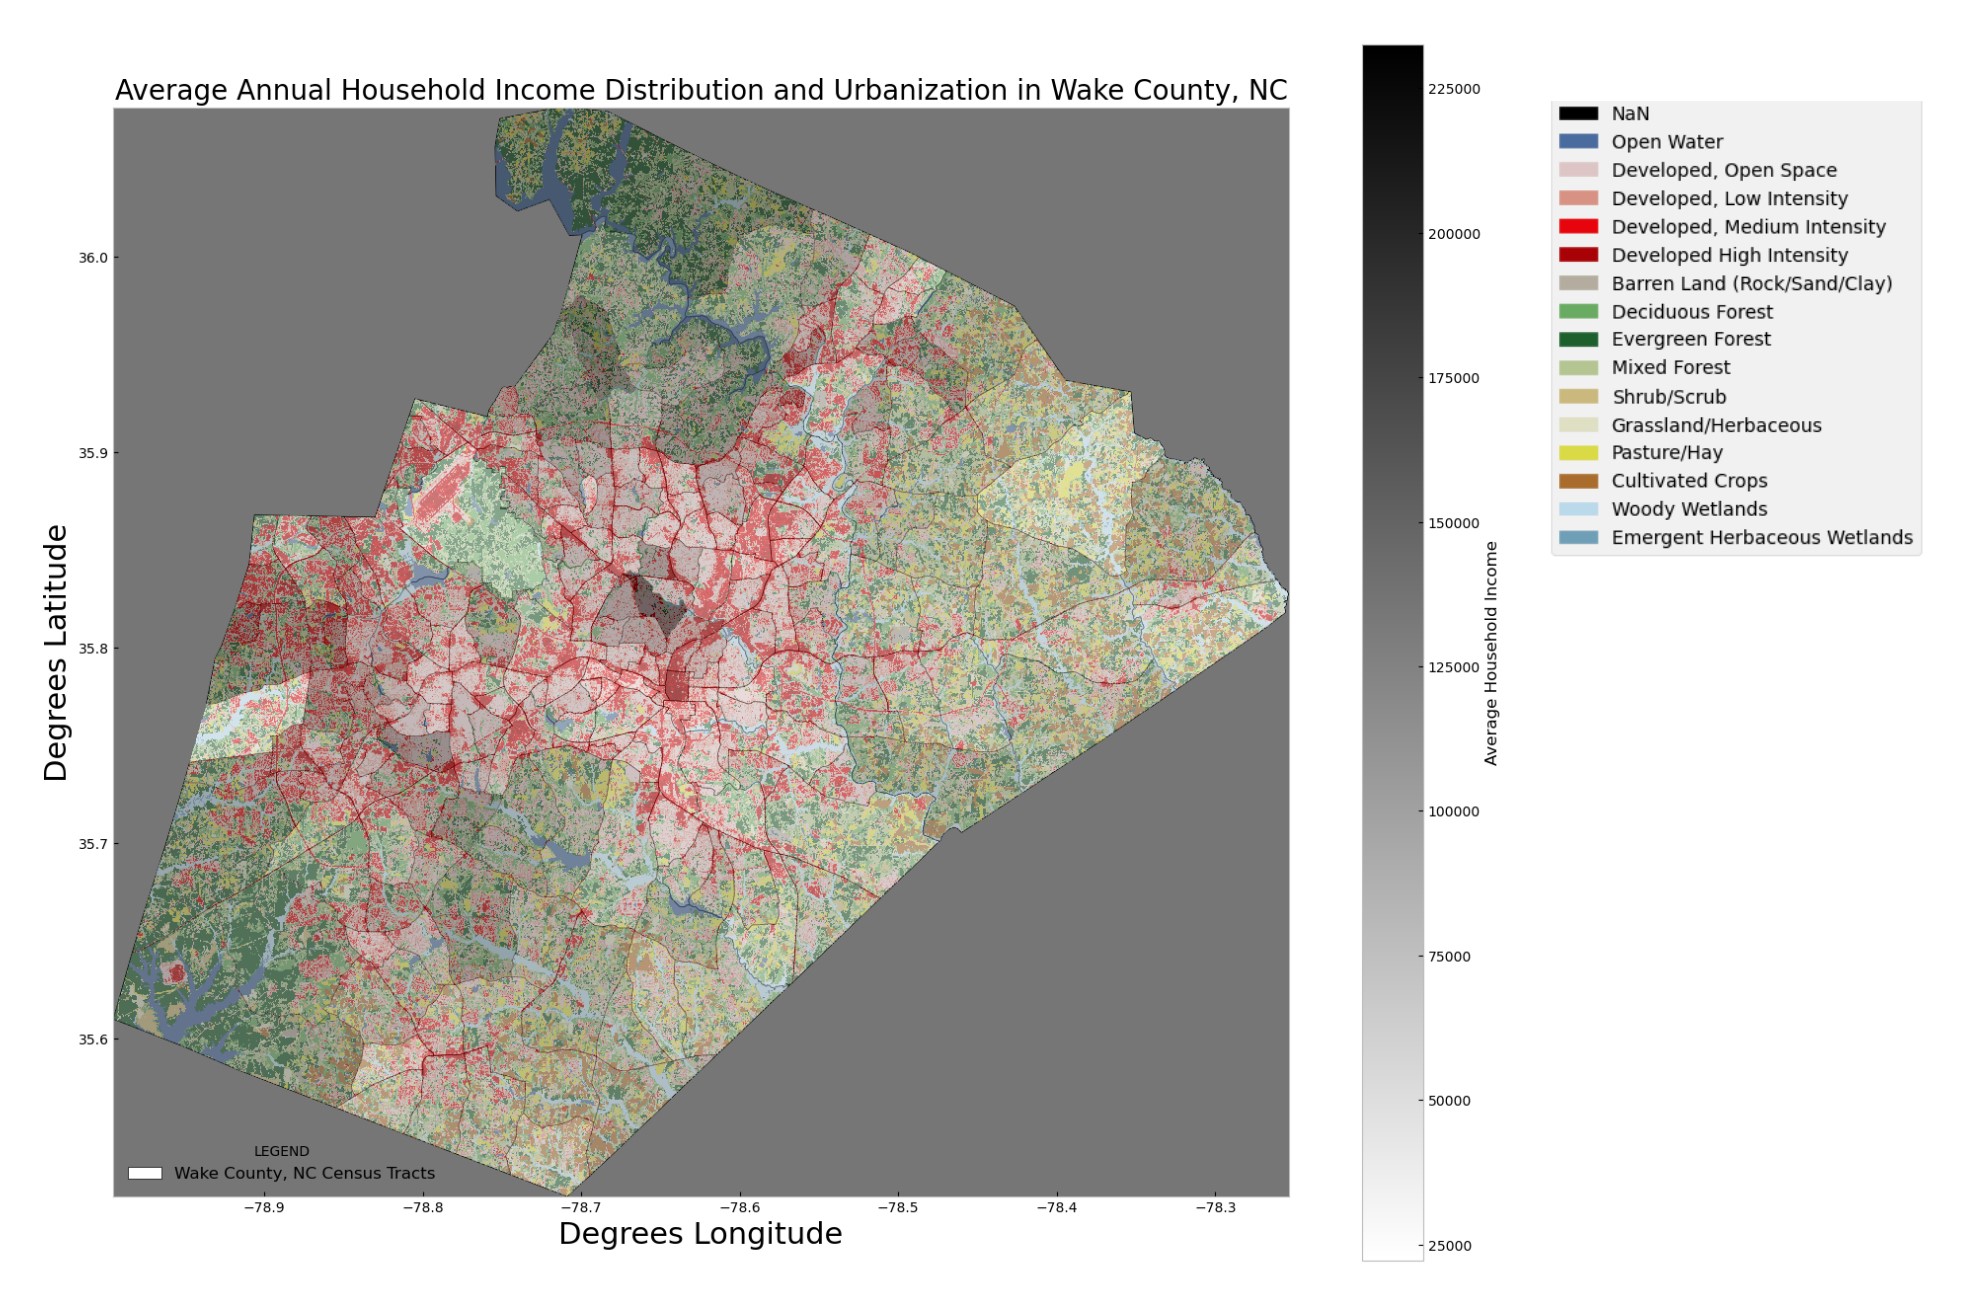 Average Annual Household Income Distribution and Urbanization in Wake County, NC
Degrees Latitude
36.0
35.9
35.8
35.7
35.6
LEGEND
Wake County, NC Census Tracts
−78.9
−78.8
−78.7
−78.6
−78.5
−78.4
−78.3
Degrees Longitude
225000
200000
175000
150000
125000
100000
75000
50000
25000
Average Household Income
NaN
Open Water
Developed, Open Space
Developed, Low Intensity
Developed, Medium Intensity
Developed High Intensity
Barren Land (Rock/Sand/Clay)
Deciduous Forest
Evergreen Forest
Mixed Forest
Shrub/Scrub
Grassland/Herbaceous
Pasture/Hay
Cultivated Crops
Woody Wetlands
Emergent Herbaceous Wetlands